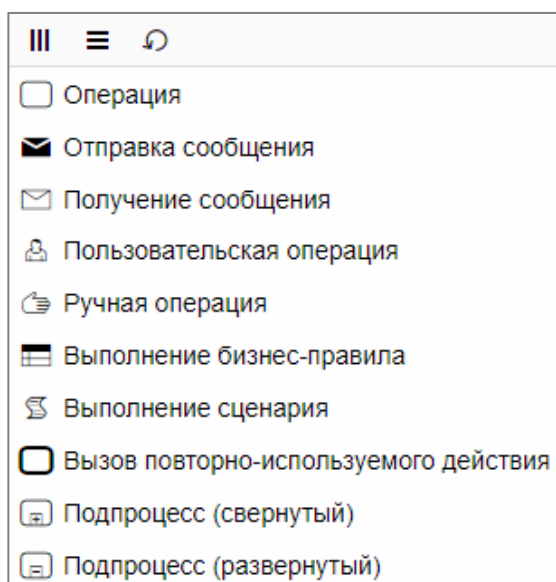 Операция
Отправка сообщения
Получение сообщения
Пользовательская операция
Ручная операция
Выполнение бизнес-правила
Выполнение сценария
Вызов повторно-используемого действия
Подпроцесс (свернутый)
Подпроцесс (развернутый)